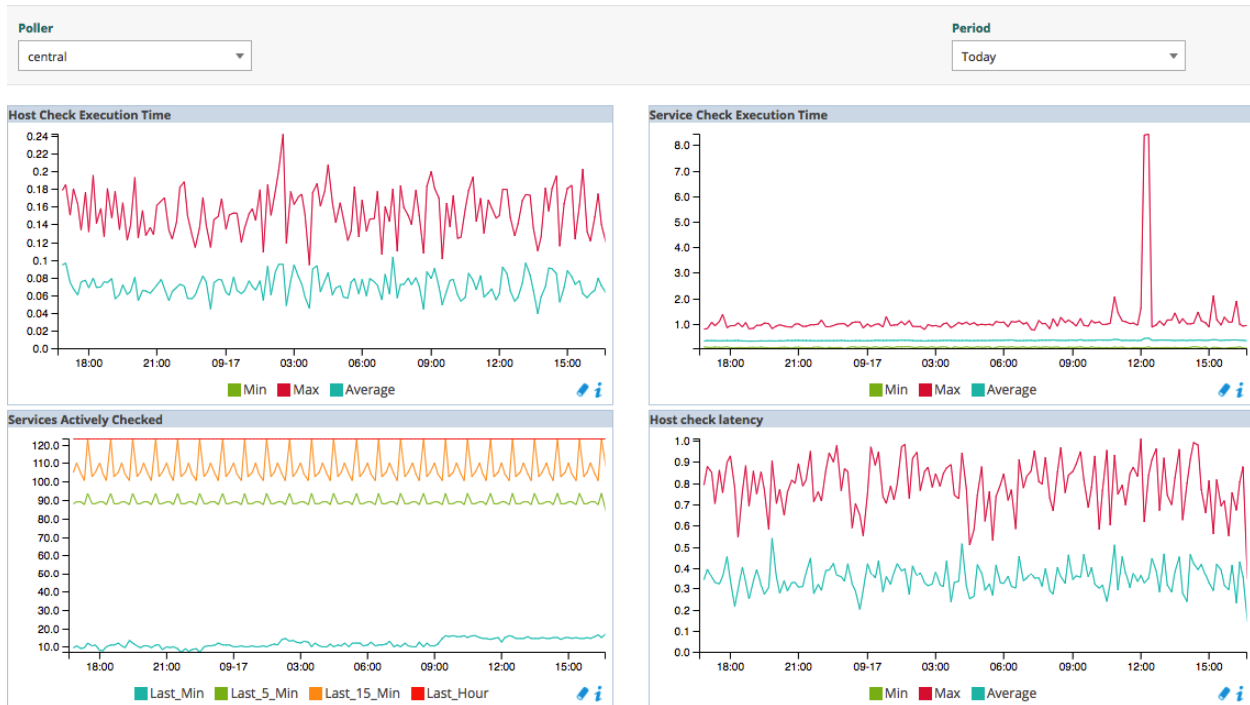 Poller
Period
central
Today
Host Check Execution Time
0.24
0.22
0.2
0.18
0.16
0.14
0.12
0.1
0.08
0.06
0.04
0.02
0.0
18:00 21:00 09-17 03:00 06:00 09:00 12:00 15:00
Min Max Average
Service Check Execution Time
8.0
7.0
6.0
5.0
4.0
3.0
2.0
1.0
18:00 21:00 09-17 03:00 06:00 09:00 12:00 15:00
Min Max Average
Services Actively Checked
120.0
110.0
100.0
90.0
80.0
70.0
60.0
50.0
40.0
30.0
20.0
10.0
18:00 21:00 09-17 03:00 06:00 09:00 12:00 15:00
Last_Min Last_5_Min Last_15_Min Last_Hour
Host check latency
1.0
0.9
0.8
0.7
0.6
0.5
0.4
0.3
0.2
0.1
0.0
18:00 21:00 09-17 03:00 06:00 09:00 12:00 15:00
Min Max Average